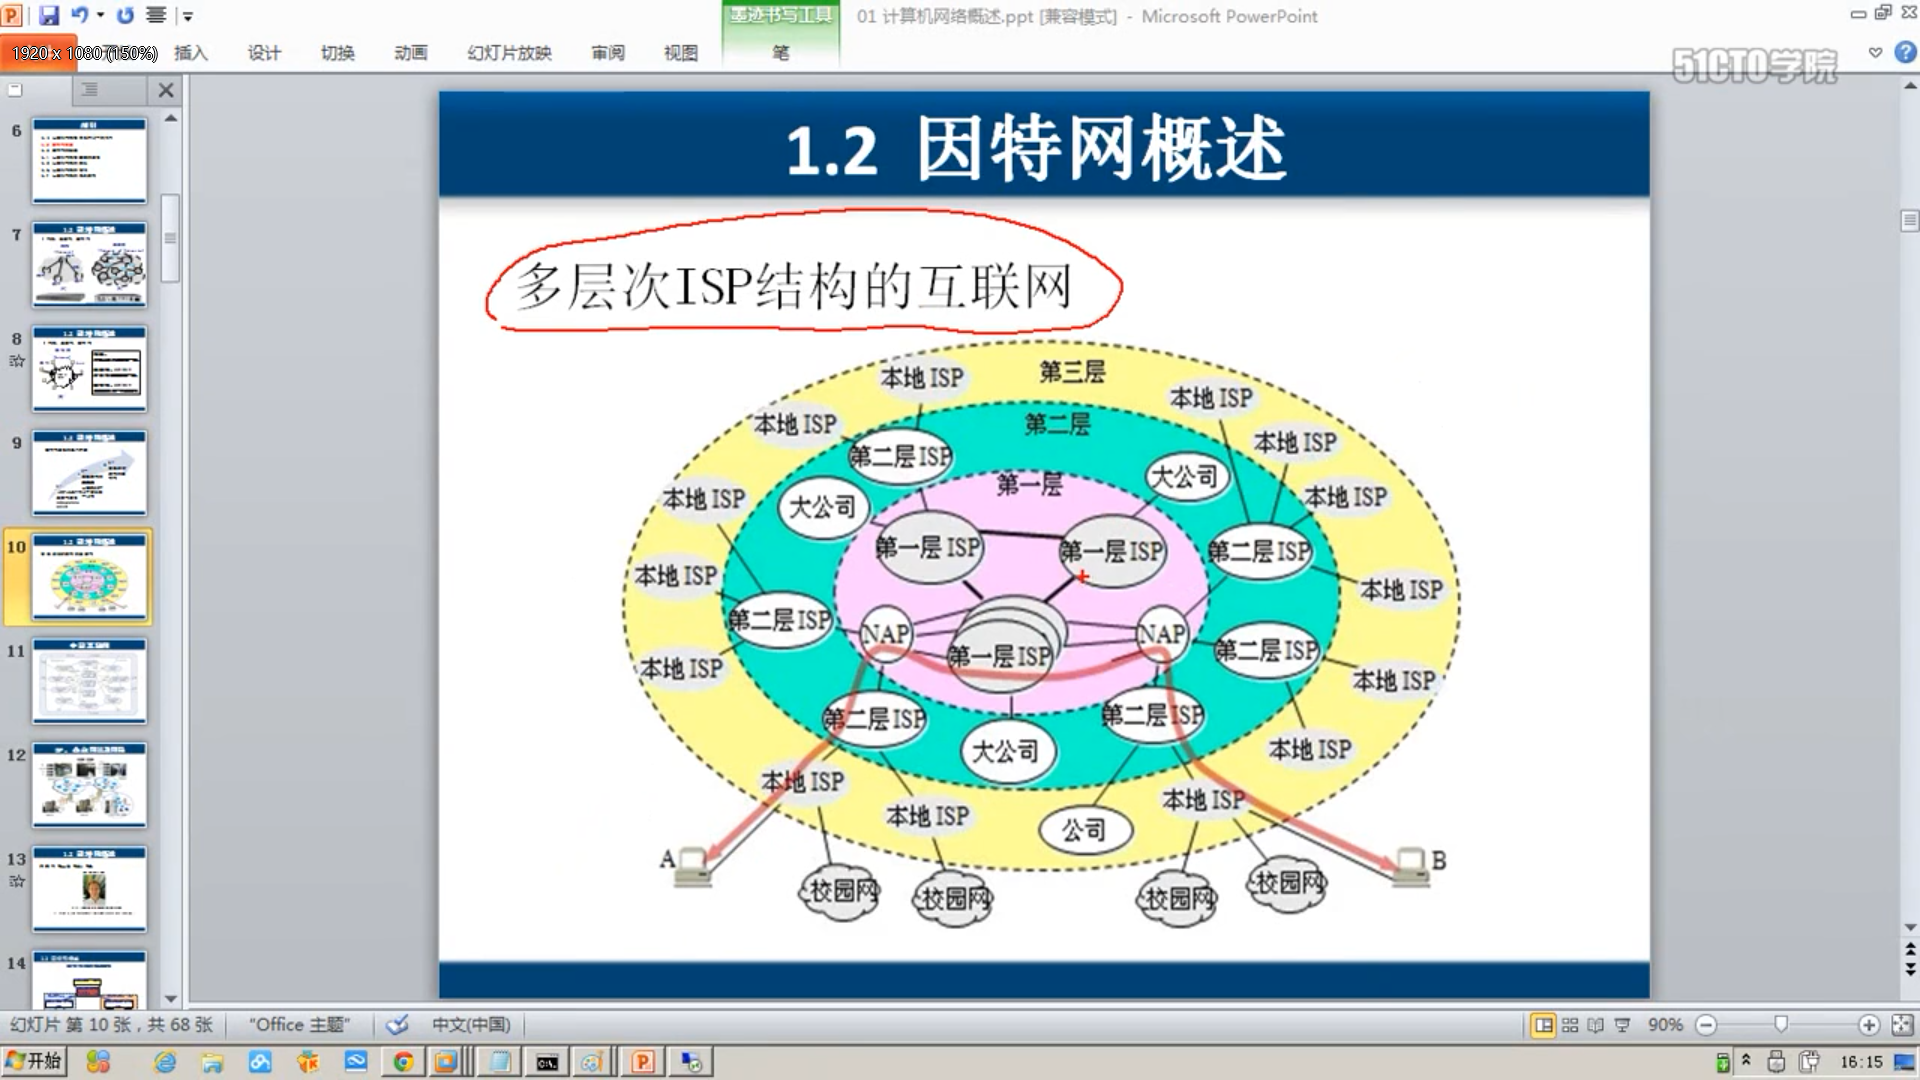 墨迹书写工具
01 计算机网络概述.ppt [兼容模式] - Microsoft PowerPoint
1920 x 1080 (150%)
插入 设计 切换 动画 幻灯片放映 审阅 视图 笔
51CTO学院
6
7
8
9
10
11
12
13
14
1.2 因特网概述
多层次ISP结构的互联网
第三层
本地 ISP
本地 ISP
本地 ISP
第二层
本地 ISP
第二层 ISP
大公司
第一层
本地 ISP
大公司
本地 ISP
第一层 ISP
第一层 ISP
第二层 ISP
本地 ISP
本地 ISP
第二层 ISP
NAP
第一层 ISP
NAP
第二层 ISP
本地 ISP
本地 ISP
第二层 ISP
大公司
第二层 ISP
本地 ISP
本地 ISP
本地 ISP
本地 ISP
公司
A
B
校园网
校园网
校园网
校园网
幻灯片 第 10 张，共 68 张 "Office 主题" 中文(中国) 90%
开始 16:15